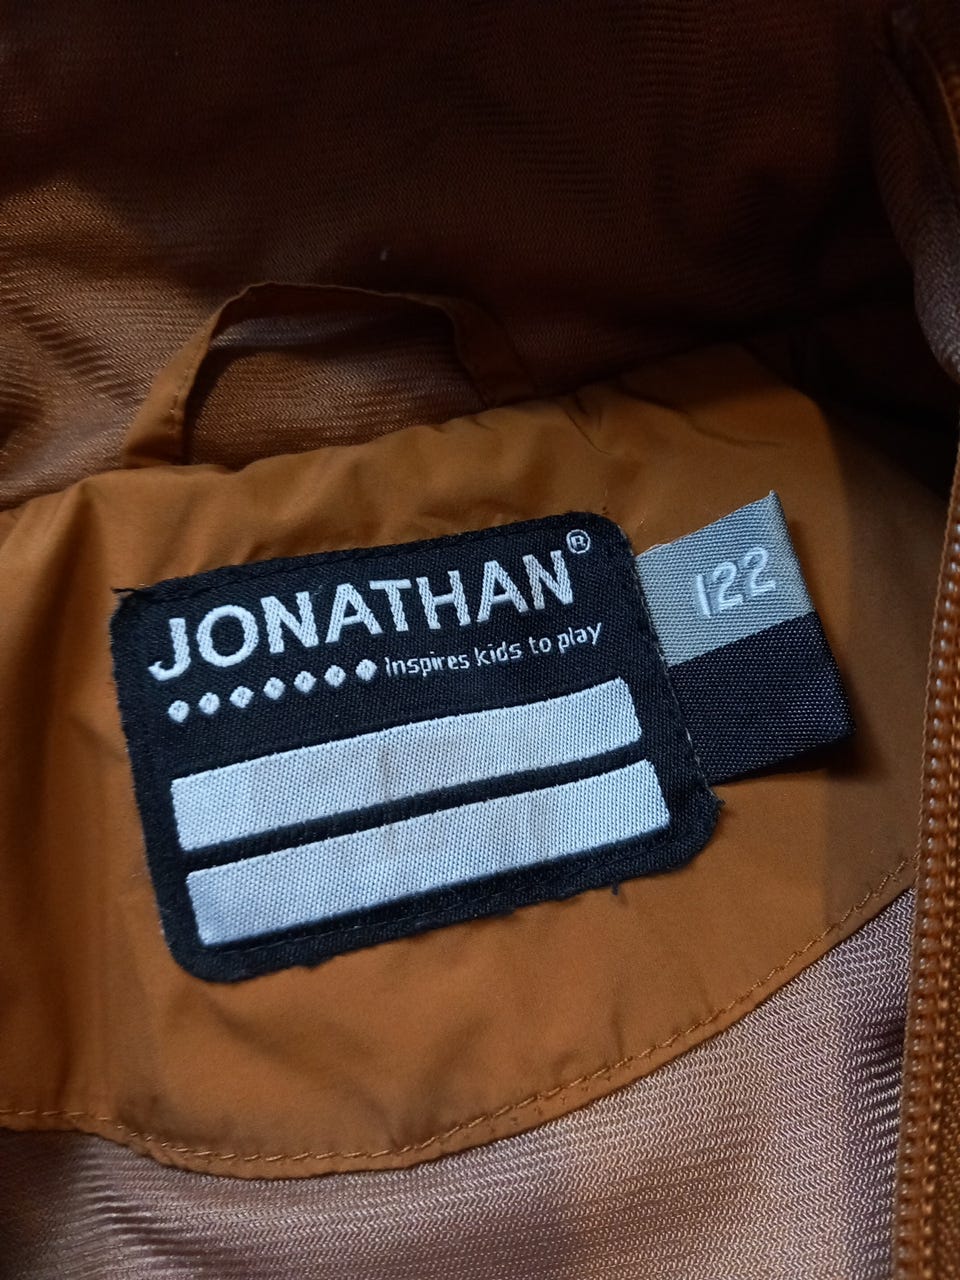 JONATHAN®
Inspires kids to play
122